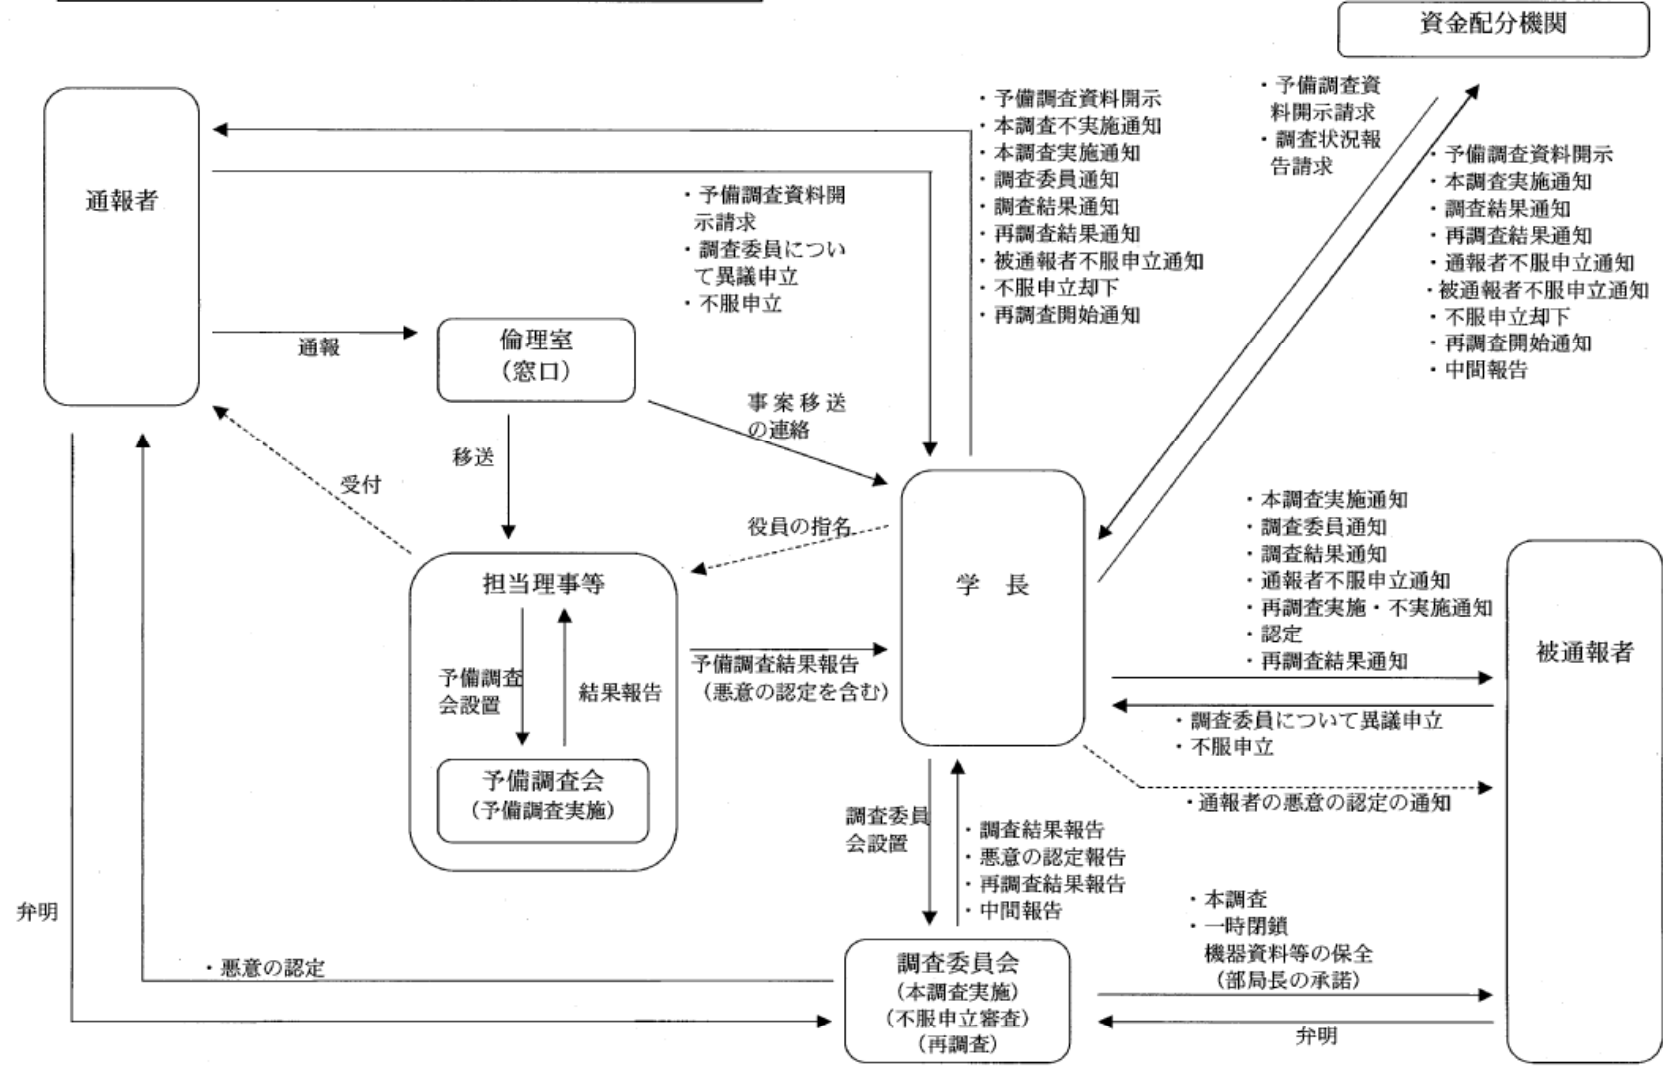 資金配分機関
・予備調査資
料開示請求
・調査状況報
告請求
・予備調査資料開示
・本調査不実施通知
・本調査実施通知
・調査委員通知
・調査結果通知
・再調査結果通知
・被通報者不服申立通知
・不服申立却下
・再調査開始通知
・予備調査資料開示
・本調査実施通知
・調査結果通知
・再調査結果通知
・通報者不服申立通知
・被通報者不服申立通知
・不服申立却下
・再調査開始通知
・中間報告
通報者
・予備調査資料開
示請求
・調査委員につい
て異議申立
・不服申立
通報
倫理室
（窓口）
事案移送
の連絡
移送
受付
役員の指名
担当理事等
予備調査
会設置
結果報告
予備調査会
（予備調査実施）
予備調査結果報告
（悪意の認定を含む）
学　長
・本調査実施通知
・調査委員通知
・調査結果通知
・通報者不服申立通知
・再調査実施・不実施通知
・認定
・再調査結果通知
被通報者
・調査委員について異議申立
・不服申立
・通報者の悪意の認定の通知
調査委員
会設置
・調査結果報告
・悪意の認定報告
・再調査結果報告
・中間報告
・本調査
・一時閉鎖
機器資料等の保全
（部局長の承諾）
弁明
・悪意の認定
調査委員会
（本調査実施）
（不服申立審査）
（再調査）
弁明